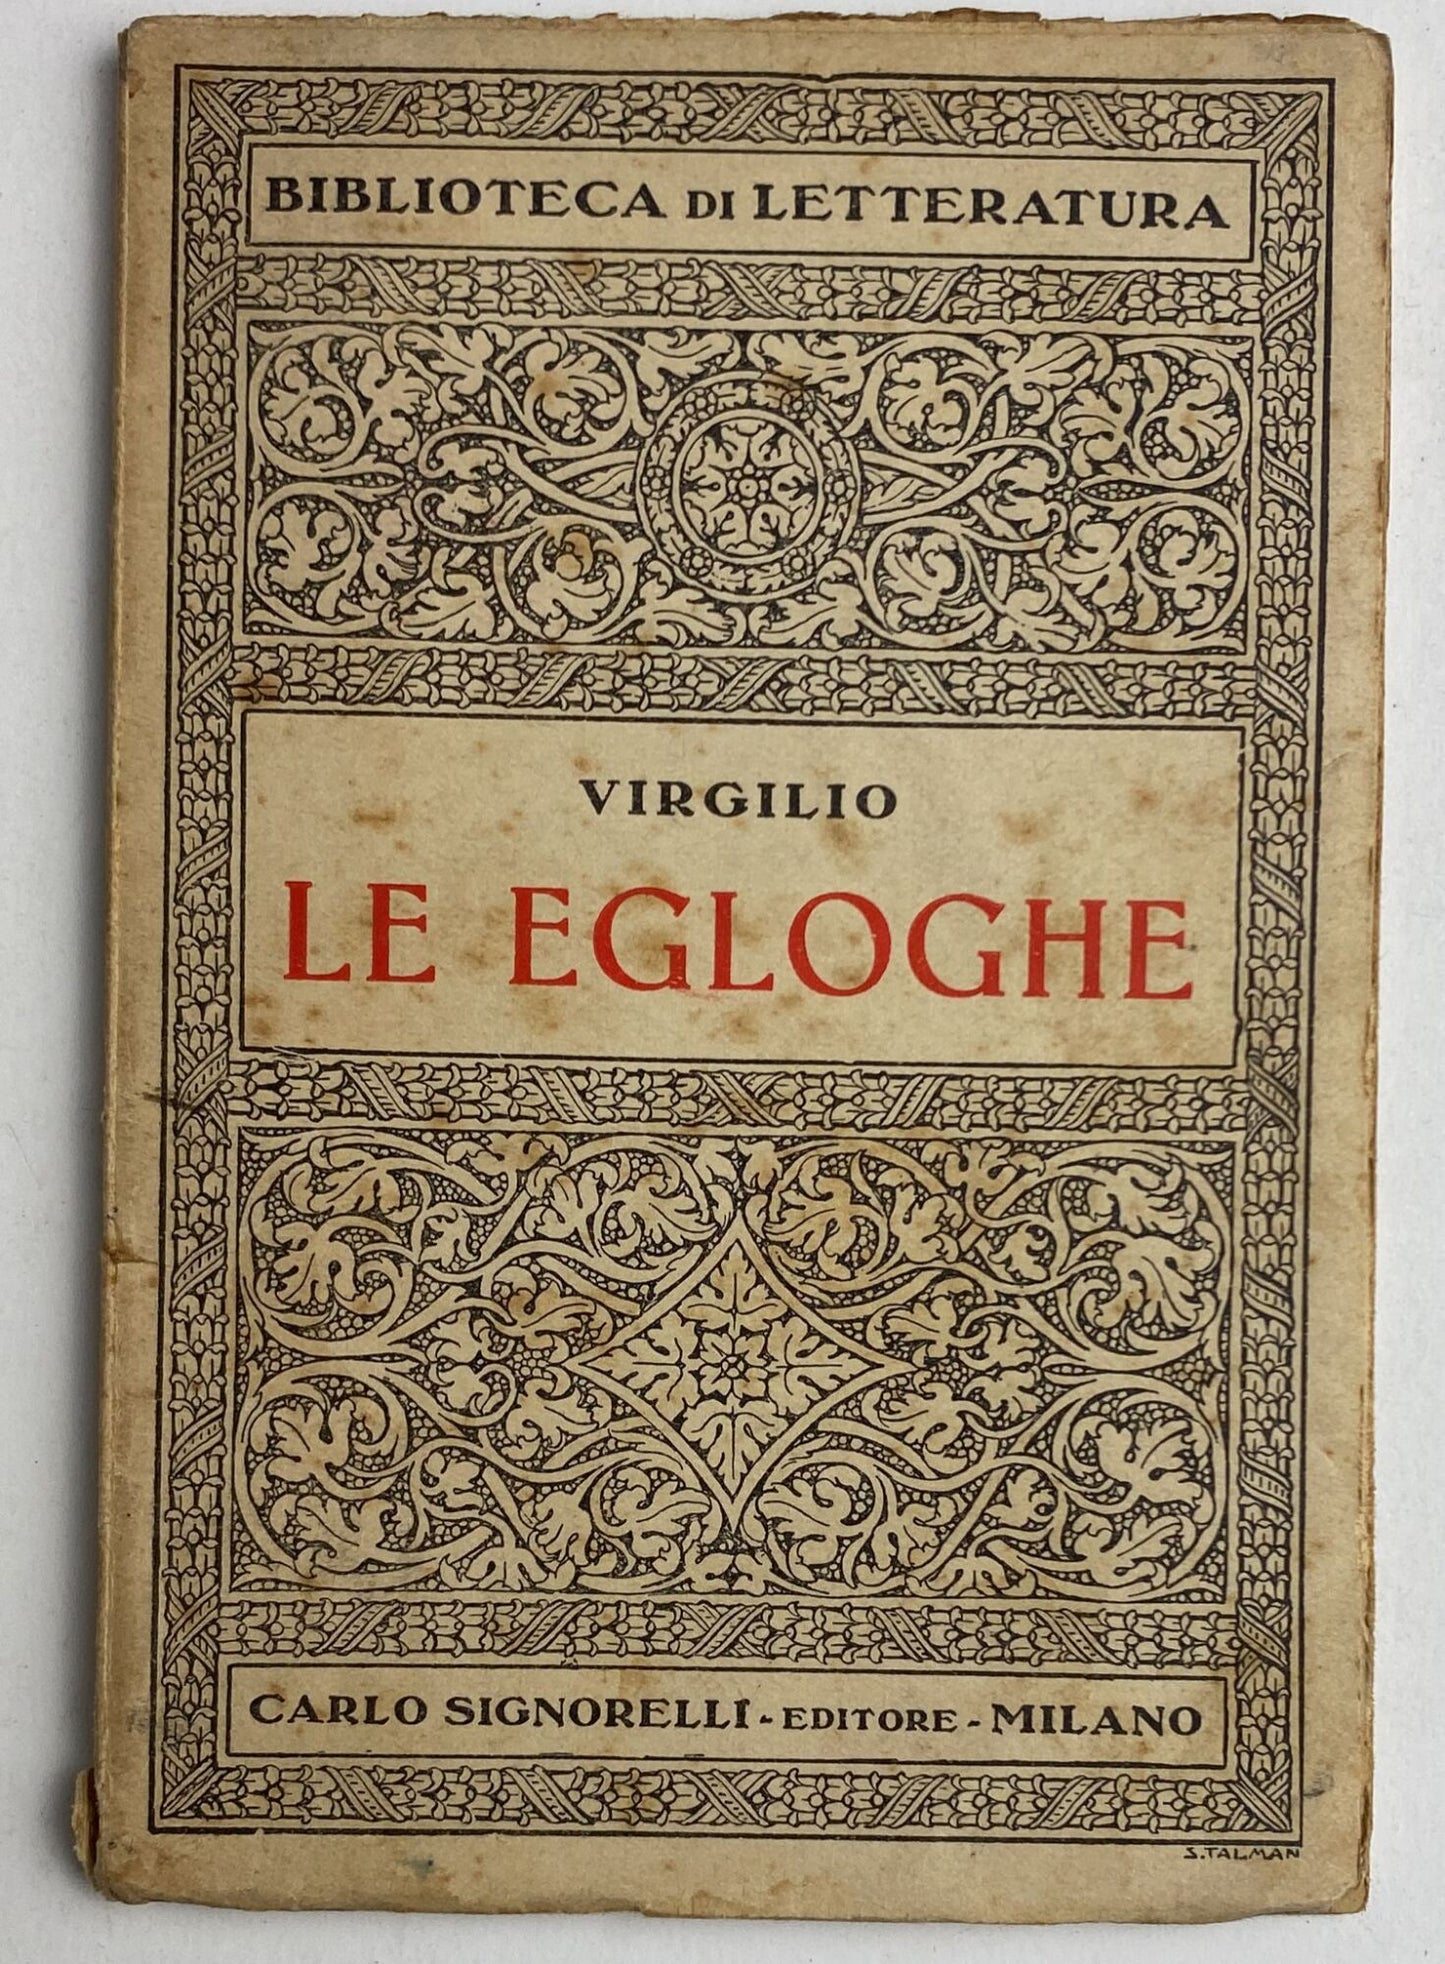 BIBLIOTECA DI LETTERATURA
VIRGILIO
LE EGLOGHE
CARLO SIGNORELLI - EDITORE - MILANO
S. TALMAN